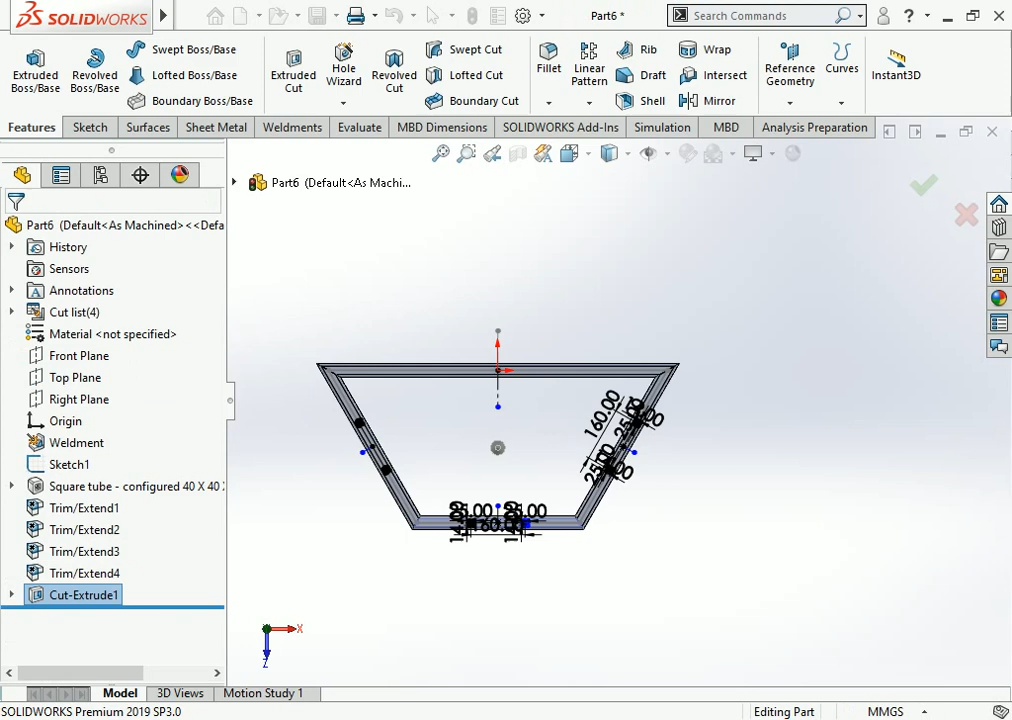 SOLIDWORKS
Part6 *
Search Commands
?
Extruded Boss/Base
Revolved Boss/Base
Swept Boss/Base
Lofted Boss/Base
Boundary Boss/Base
Extruded Cut
Hole Wizard
Revolved Cut
Swept Cut
Lofted Cut
Boundary Cut
Fillet
Linear Pattern
Rib
Draft
Shell
Wrap
Intersect
Mirror
Reference Geometry
Curves
Instant3D
Features
Sketch
Surfaces
Sheet Metal
Weldments
Evaluate
MBD Dimensions
SOLIDWORKS Add-Ins
Simulation
MBD
Analysis Preparation
Part6 (Default<As Machi...
Part6 (Default<As Machined><<Defa
History
Sensors
Annotations
Cut list(4)
Material <not specified>
Front Plane
Top Plane
Right Plane
Origin
Weldment
Sketch1
Square tube - configured 40 X 40
Trim/Extend1
Trim/Extend2
Trim/Extend3
Trim/Extend4
Cut-Extrude1
160.00
X
Z
Model
3D Views
Motion Study 1
SOLIDWORKS Premium 2019 SP3.0
Editing Part
MMGS